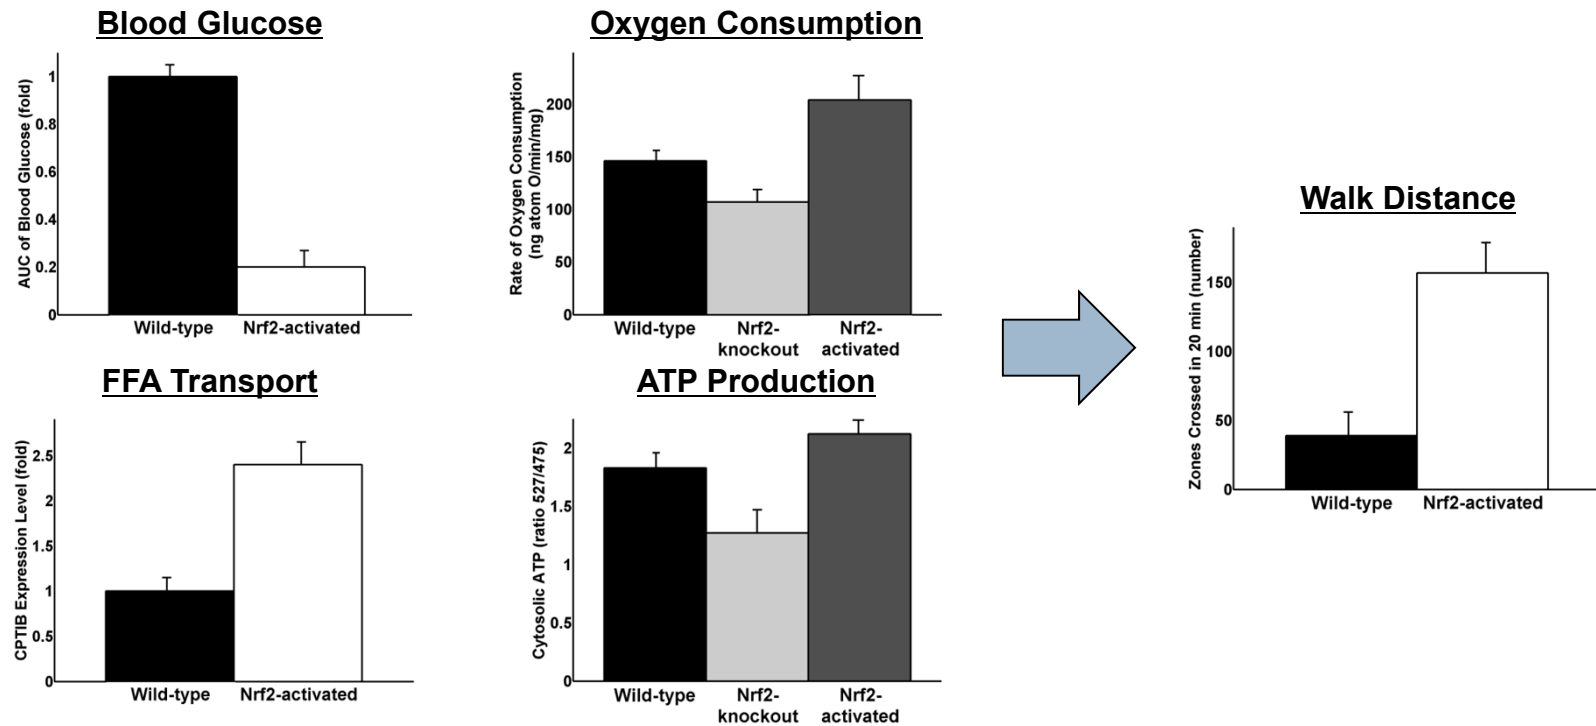 Blood Glucose
AUC of Blood Glucose (fold)
1
0.8
0.6
0.4
0.2
0
Wild-type
Nrf2-activated
Oxygen Consumption
Rate of Oxygen Consumption
(ng atom O/min/mg)
200
150
100
50
0
Wild-type
Nrf2-
knockout
Nrf2-
activated
FFA Transport
CPTIB Expression Level (fold)
2.5
2
1.5
1
0.5
0
Wild-type
Nrf2-activated
ATP Production
Cytosolic ATP (ratio 527/475)
2
1.5
1
0.5
0
Wild-type
Nrf2-
knockout
Nrf2-
activated
Walk Distance
Zones Crossed in 20 min (number)
150
100
50
0
Wild-type
Nrf2-activated